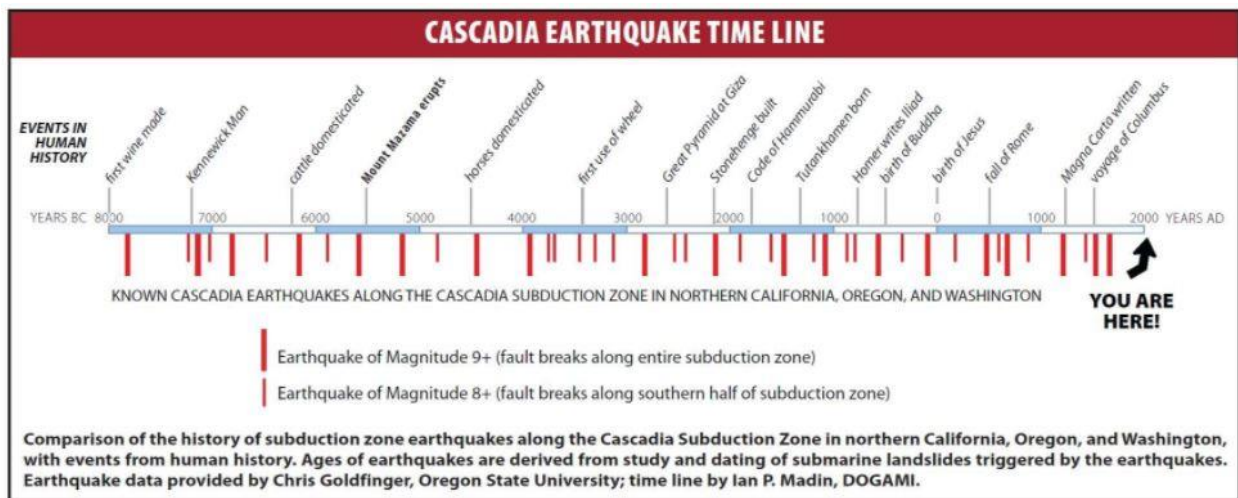 CASCADIA EARTHQUAKE TIME LINE
EVENTS IN
HUMAN
HISTORY
first wine made
Kennewick Man
cattle domesticated
Mount Mazama erupts
horses domesticated
first use of wheel
Great Pyramid at Giza
Stonehenge built
Code of Hammurabi
Tutankhamen born
Homer writes Iliad
birth of Buddha
birth of Jesus
fall of Rome
Magna Carta written
voyage of Columbus
YEARS BC 8000 7000 6000 5000 4000 3000 2000 1000 0 1000 2000 YEARS AD
KNOWN CASCADIA EARTHQUAKES ALONG THE CASCADIA SUBDUCTION ZONE IN NORTHERN CALIFORNIA, OREGON, AND WASHINGTON
YOU ARE
HERE!
Earthquake of Magnitude 9+ (fault breaks along entire subduction zone)
Earthquake of Magnitude 8+ (fault breaks along southern half of subduction zone)
Comparison of the history of subduction zone earthquakes along the Cascadia Subduction Zone in northern California, Oregon, and Washington,
with events from human history. Ages of earthquakes are derived from study and dating of submarine landslides triggered by the earthquakes.
Earthquake data provided by Chris Goldfinger, Oregon State University; time line by Ian P. Madin, DOGAMI.